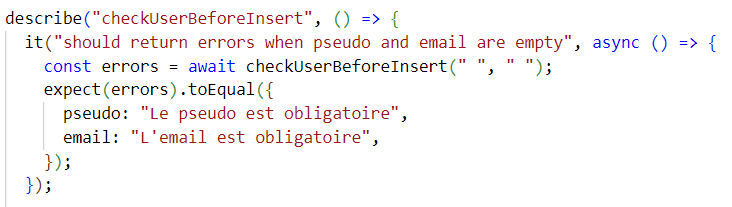 describe("checkUserBeforeInsert", () => {
  it("should return errors when pseudo and email are empty", async () => {
    const errors = await checkUserBeforeInsert(" ", " ");
    expect(errors).toEqual({
      pseudo: "Le pseudo est obligatoire",
      email: "L'email est obligatoire",
    });
  });